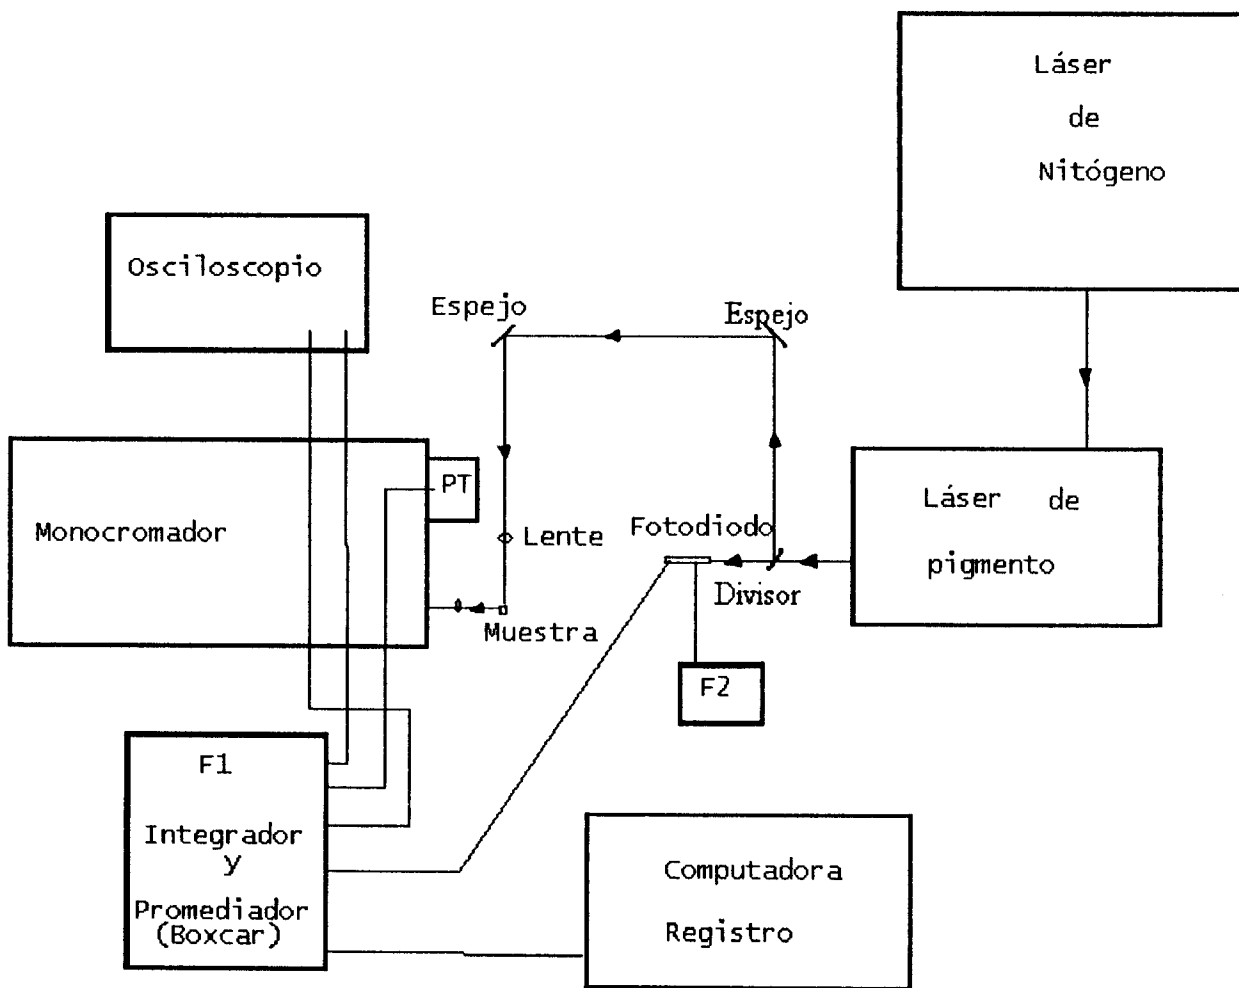 Láser
de
Nitógeno
Osciloscopio
Espejo
Espejo
PT
Monocromador
Lente
Fotodiodo
Láser de
pigmento
Divisor
Muestra
F2
F1
Integrador
y
Promediador
(Boxcar)
Computadora
Registro